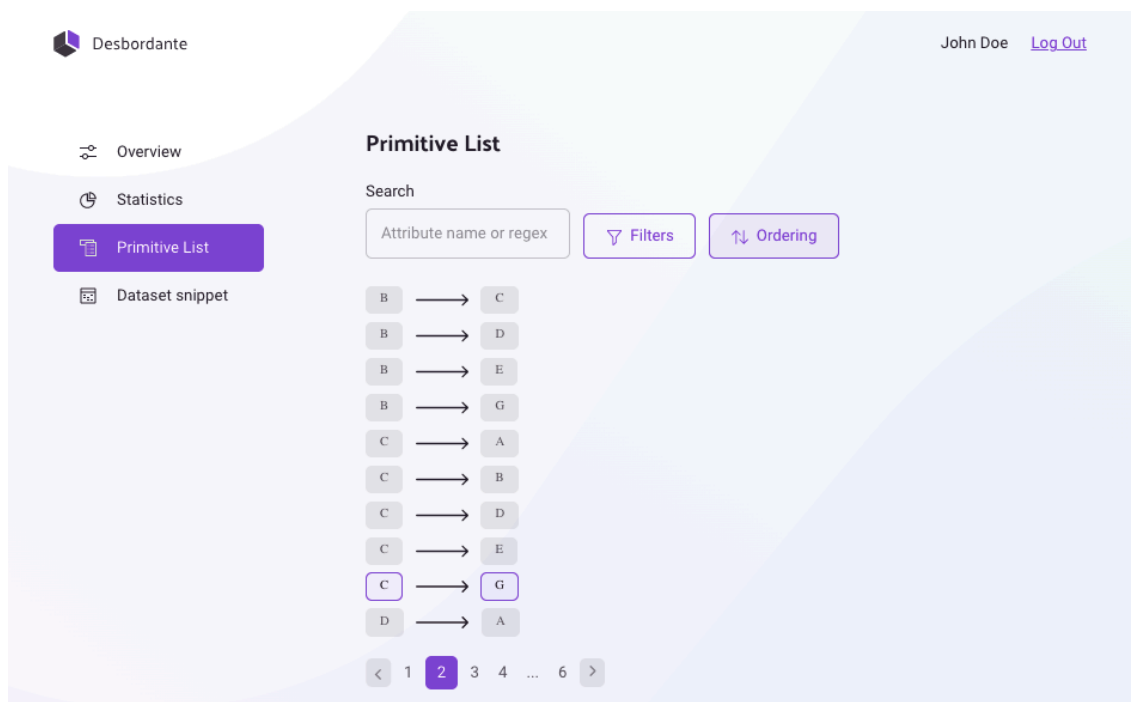 Desbordante
John Doe Log Out
Overview
Statistics
Primitive List
Dataset snippet
Primitive List
Search
Attribute name or regex Filters Ordering
B C
B D
B E
B G
C A
C B
C D
C E
C G
D A
1 2 3 4 ... 6